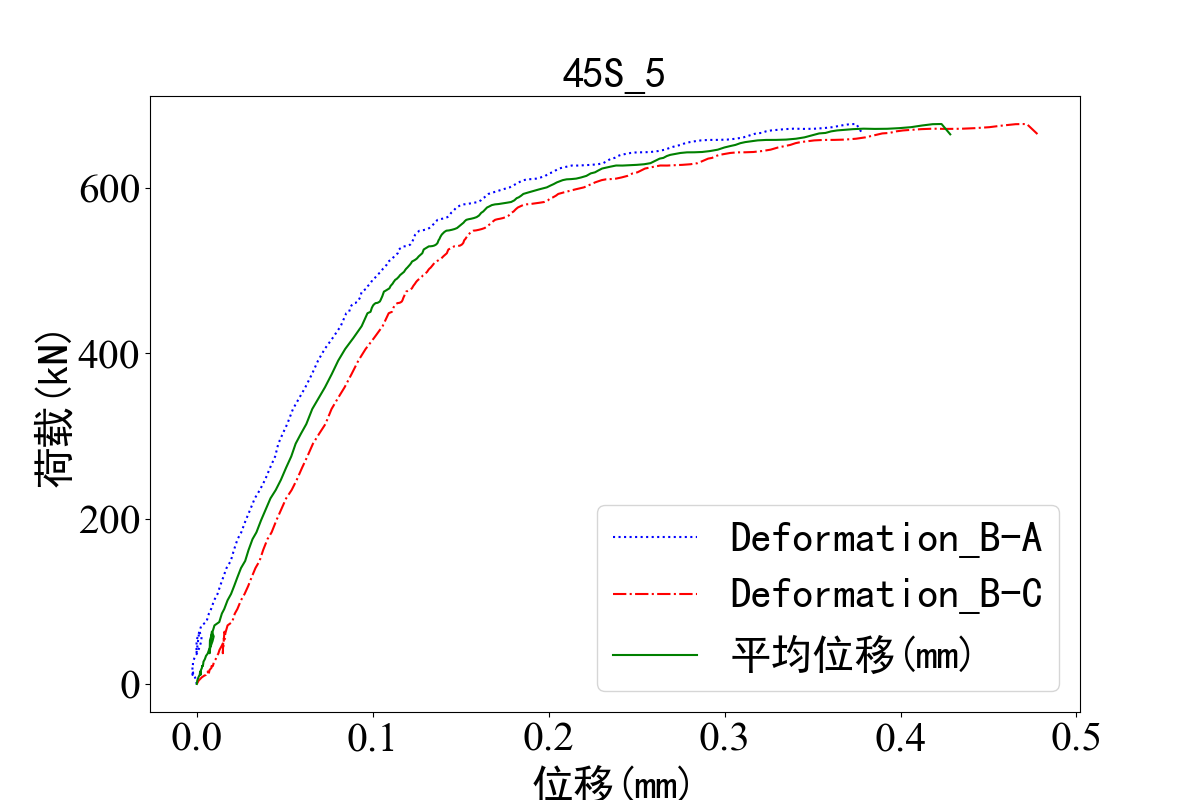 45S_5
荷载(kN)
600
400
200
0
0.0 0.1 0.2 0.3 0.4 0.5
位移(mm)
Deformation_B-A
Deformation_B-C
平均位移(mm)